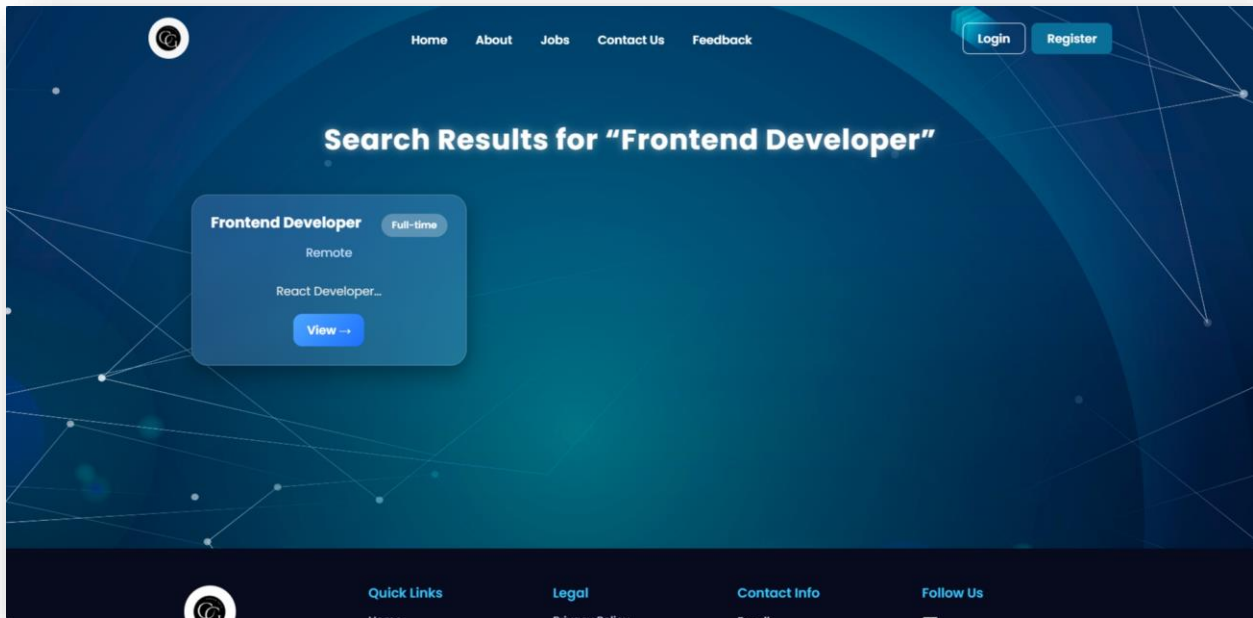 Home About Jobs Contact Us Feedback Login Register
Search Results for “Frontend Developer”
Frontend Developer Full-time
Remote
React Developer...
View →
Quick Links Legal Contact Info Follow Us